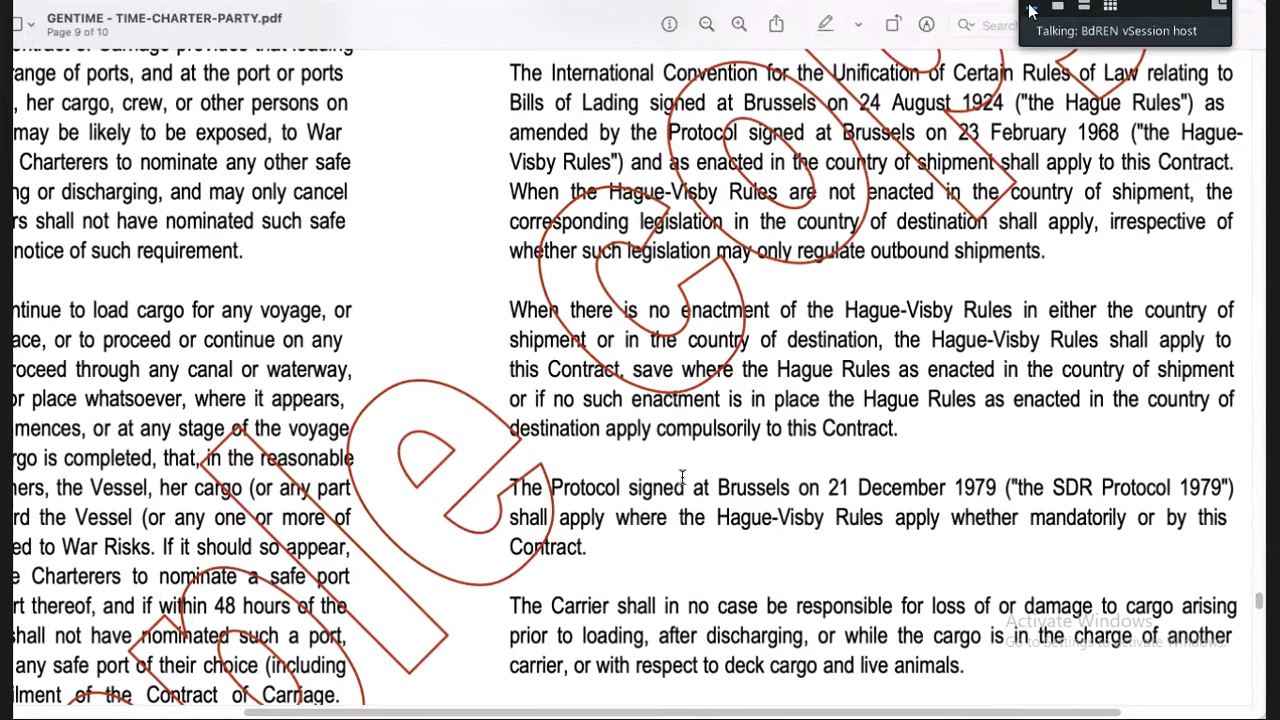 GENTIME - TIME-CHARTER-PARTY.pdf
Page 9 of 10
Search
Talking: BdREN vSession host
ontract of Carriage provides that loading
range of ports, and at the port or ports
, her cargo, crew, or other persons on
may be likely to be exposed, to War
Charterers to nominate any other safe
ng or discharging, and may only cancel
rs shall not have nominated such safe
notice of such requirement.
ntinue to load cargo for any voyage, or
ace, or to proceed or continue on any
roceed through any canal or waterway,
or place whatsoever, where it appears,
mences, or at any stage of the voyage
rgo is completed, that, in the reasonable
ners, the Vessel, her cargo (or any part
rd the Vessel (or any one or more of
ed to War Risks. If it should so appear,
e Charterers to nominate a safe port
rt thereof, and if within 48 hours of the
shall not have nominated such a port,
any safe port of their choice (including
ilment of the Contract of Carriage.
The International Convention for the Unification of Certain Rules of Law relating to
Bills of Lading signed at Brussels on 24 August 1924 ("the Hague Rules") as
amended by the Protocol signed at Brussels on 23 February 1968 ("the Hague-
Visby Rules") and as enacted in the country of shipment shall apply to this Contract.
When the Hague-Visby Rules are not enacted in the country of shipment, the
corresponding legislation in the country of destination shall apply, irrespective of
whether such legislation may only regulate outbound shipments.
When there is no enactment of the Hague-Visby Rules in either the country of
shipment or in the country of destination, the Hague-Visby Rules shall apply to
this Contract, save where the Hague Rules as enacted in the country of shipment
or if no such enactment is in place the Hague Rules as enacted in the country of
destination apply compulsorily to this Contract.
The Protocol signed at Brussels on 21 December 1979 ("the SDR Protocol 1979")
shall apply where the Hague-Visby Rules apply whether mandatorily or by this
Contract.
The Carrier shall in no case be responsible for loss of or damage to cargo arising
prior to loading, after discharging, or while the cargo is in the charge of another
carrier, or with respect to deck cargo and live animals.
ple cop
Activate Windows
Go to Settings to activate Windows.